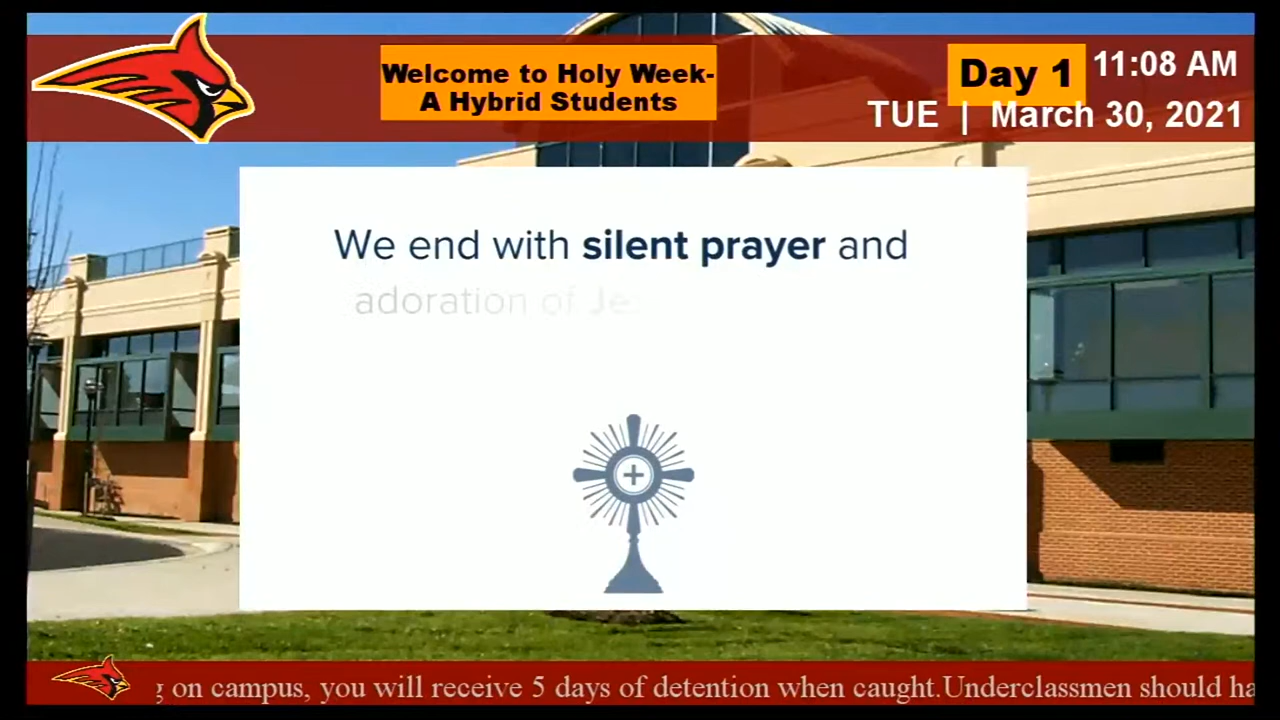 Welcome to Holy Week-
A Hybrid Students
Day 1
11:08 AM
TUE | March 30, 2021
We end with silent prayer and
adoration of
on campus, you will receive 5 days of detention when caught.Underclassmen should